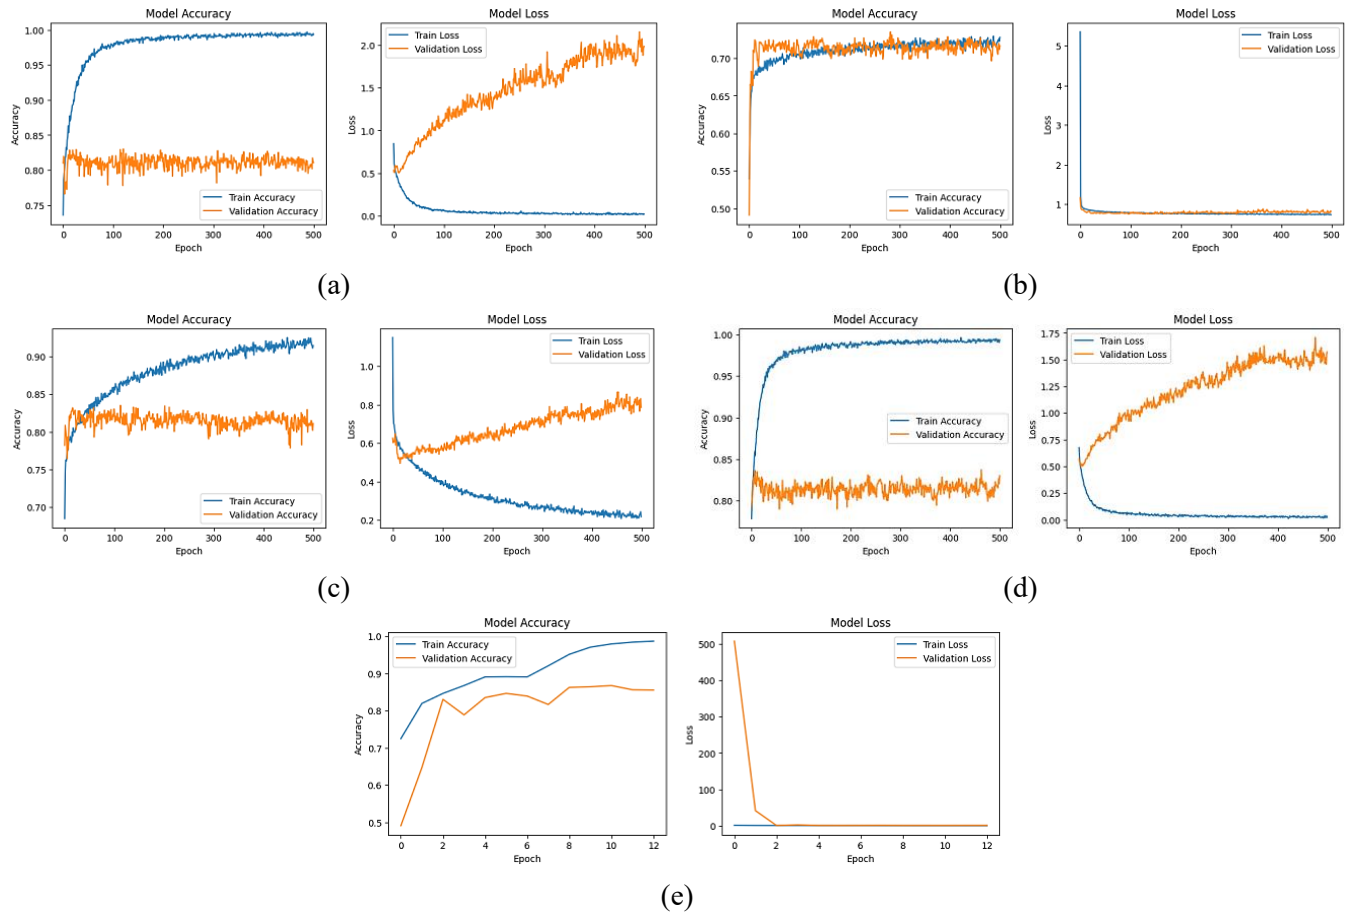 Model Accuracy
1.00
0.95
0.90
0.85
0.80
0.75
Accuracy
Train Accuracy
Validation Accuracy
0 100 200 300 400 500
Epoch
Model Loss
2.0
1.5
1.0
0.5
0.0
Loss
Train Loss
Validation Loss
0 100 200 300 400 500
Epoch
(a)
Model Accuracy
0.70
0.65
0.60
0.55
0.50
Accuracy
Train Accuracy
Validation Accuracy
0 100 200 300 400 500
Epoch
Model Loss
5
4
3
2
1
Loss
Train Loss
Validation Loss
0 100 200 300 400 500
Epoch
(b)
Model Accuracy
0.90
0.85
0.80
0.75
0.70
Accuracy
Train Accuracy
Validation Accuracy
0 100 200 300 400 500
Epoch
Model Loss
1.0
0.8
0.6
0.4
0.2
Loss
Train Loss
Validation Loss
0 100 200 300 400 500
Epoch
(c)
Model Accuracy
1.00
0.95
0.90
0.85
0.80
Accuracy
Train Accuracy
Validation Accuracy
0 100 200 300 400 500
Epoch
Model Loss
1.75
1.50
1.25
1.00
0.75
0.50
0.25
0.00
Loss
Train Loss
Validation Loss
0 100 200 300 400 500
Epoch
(d)
Model Accuracy
1.0
0.9
0.8
0.7
0.6
0.5
Accuracy
Train Accuracy
Validation Accuracy
0 2 4 6 8 10 12
Epoch
Model Loss
500
400
300
200
100
0
Loss
Train Loss
Validation Loss
0 2 4 6 8 10 12
Epoch
(e)